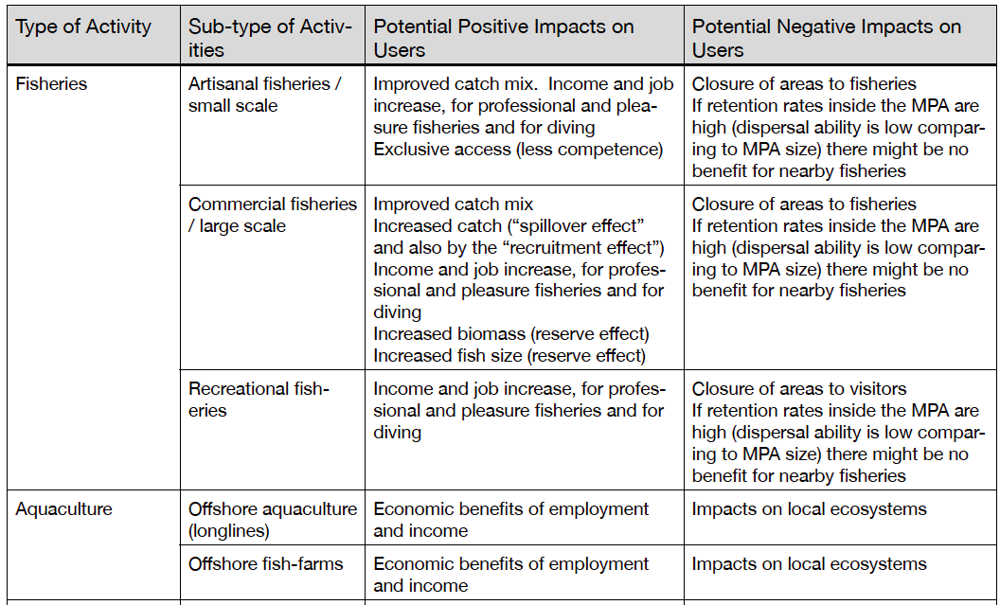 Type of Activity
Sub-type of Activ-
ities
Potential Positive Impacts on
Users
Potential Negative Impacts on
Users
Fisheries
Artisanal fisheries /
small scale
Improved catch mix.  Income and job
increase, for professional and plea-
sure fisheries and for diving
Exclusive access (less competence)
Closure of areas to fisheries
If retention rates inside the MPA are
high (dispersal ability is low compar-
ing to MPA size) there might be no
benefit for nearby fisheries
Commercial fisheries
/ large scale
Improved catch mix
Increased catch (“spillover effect”
and also by the “recruitment effect”)
Income and job increase, for profes-
sional and pleasure fisheries and for
diving
Increased biomass (reserve effect)
Increased fish size (reserve effect)
Closure of areas to fisheries
If retention rates inside the MPA are
high (dispersal ability is low compar-
ing to MPA size) there might be no
benefit for nearby fisheries
Recreational fish-
eries
Income and job increase, for profes-
sional and pleasure fisheries and for
diving
Closure of areas to visitors
If retention rates inside the MPA are
high (dispersal ability is low compar-
ing to MPA size) there might be no
benefit for nearby fisheries
Aquaculture
Offshore aquaculture
(longlines)
Economic benefits of employment
and income
Impacts on local ecosystems
Offshore fish-farms
Economic benefits of employment
and income
Impacts on local ecosystems